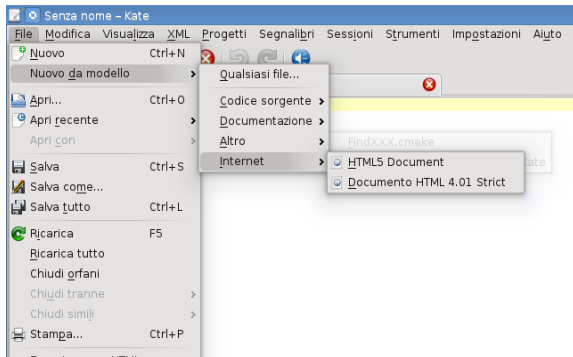 Senza nome – Kate
File Modifica Visualizza XML Progetti Segnalibri Sessioni Strumenti Impostazioni Aiuto
Nuovo Ctrl+N
Nuovo da modello
Apri... Ctrl+O
Apri recente
Apri con
Salva Ctrl+S
Salva come...
Salva tutto Ctrl+L
Ricarica F5
Ricarica tutto
Chiudi orfani
Chiudi tranne
Chiudi simili
Stampa... Ctrl+P
Qualsiasi file...
Codice sorgente
Documentazione
Altro
Internet
FindXXX.cmake
HTML5 Document
Documento HTML 4.01 Strict